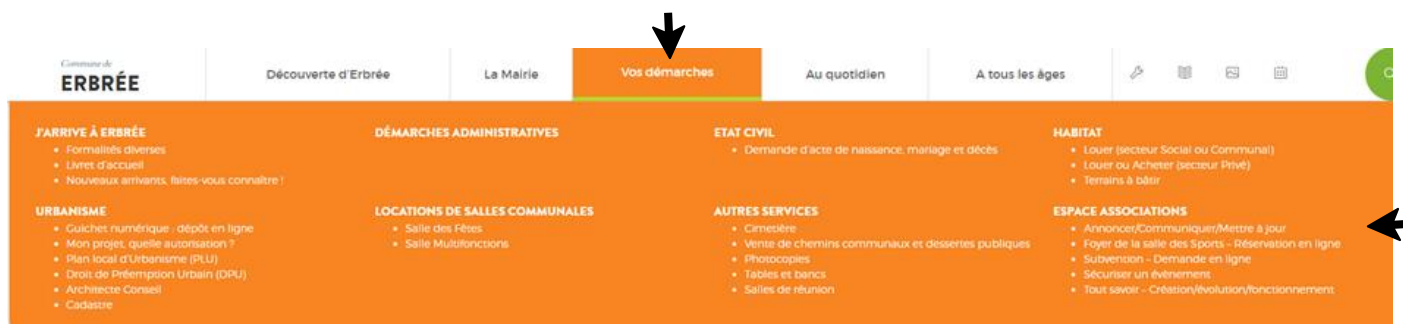 Commune de
ERBRÉE
Découverte d'Erbrée
La Mairie
Vos démarches
Au quotidien
A tous les âges
J'ARRIVE À ERBRÉE
• Formalités diverses
• Livret d'accueil
• Nouveaux arrivants, faites-vous connaître !
DÉMARCHES ADMINISTRATIVES
ETAT CIVIL
• Demande d'acte de naissance, mariage et décès
HABITAT
• Louer (secteur Social ou Communal)
• Louer ou Acheter (secteur Privé)
• Terrains à bâtir
URBANISME
• Guichet numérique : dépôt en ligne
• Mon projet, quelle autorisation ?
• Plan local d'Urbanisme (PLU)
• Droit de Préemption Urbain (DPU)
• Architecte Conseil
• Cadastre
LOCATIONS DE SALLES COMMUNALES
• Salle des Fêtes
• Salle Multifonctions
AUTRES SERVICES
• Cimetière
• Vente de chemins communaux et dessertes publiques
• Photocopies
• Tables et bancs
• Salles de réunion
ESPACE ASSOCIATIONS
• Annoncer/Communiquer/Mettre à jour
• Foyer de la salle des Sports - Réservation en ligne
• Subvention - Demande en ligne
• Sécuriser un évènement
• Tout savoir - Création/évolution/fonctionnement